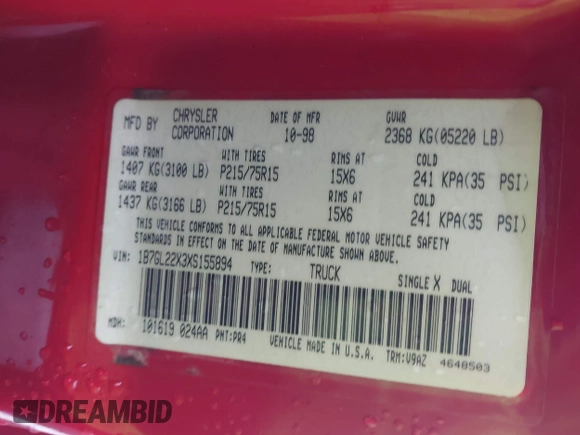 MFD BY CHRYSLER CORPORATION DATE OF MFR 10-98 GVWR 2368 KG(05220 LB)
GAWR FRONT WITH TIRES RIMS AT COLD
1407 KG(3100 LB) P215/75R15 15X6 241 KPA(35 PSI)
GAWR REAR WITH TIRES RIMS AT COLD
1437 KG(3166 LB) P215/75R15 15X6 241 KPA(35 PSI)
THIS VEHICLE CONFORMS TO ALL APPLICABLE FEDERAL MOTOR VEHICLE SAFETY
STANDARDS IN EFFECT ON THE DATE OF MANUFACTURE SHOWN ABOVE.
VIN: 1B7GL22X3XS155894 TYPE: TRUCK SINGLE X DUAL
MDH: 101619 024AA PNT:PR4 VEHICLE MADE IN U.S.A. TRM:V9AZ 4648503
DREAMBID